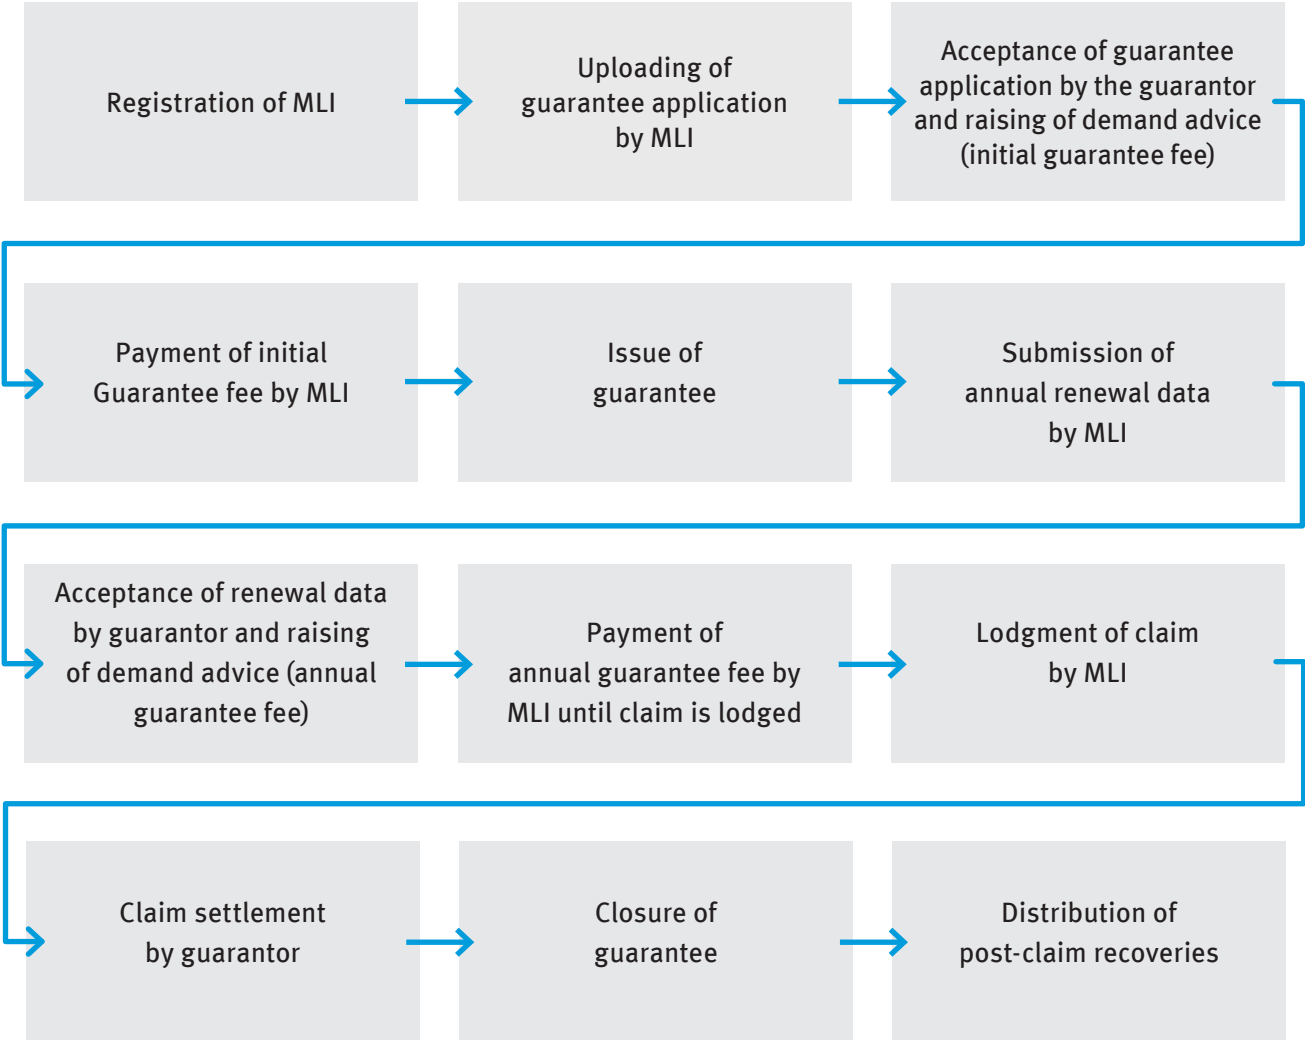 Registration of MLI
Uploading of
guarantee application
by MLI
Acceptance of guarantee
application by the guarantor
and raising of demand advice
(initial guarantee fee)
Payment of initial
Guarantee fee by MLI
Issue of
guarantee
Submission of
annual renewal data
by MLI
Acceptance of renewal data
by guarantor and raising
of demand advice (annual
guarantee fee)
Payment of
annual guarantee fee by
MLI until claim is lodged
Lodgment of claim
by MLI
Claim settlement
by guarantor
Closure of
guarantee
Distribution of
post-claim recoveries